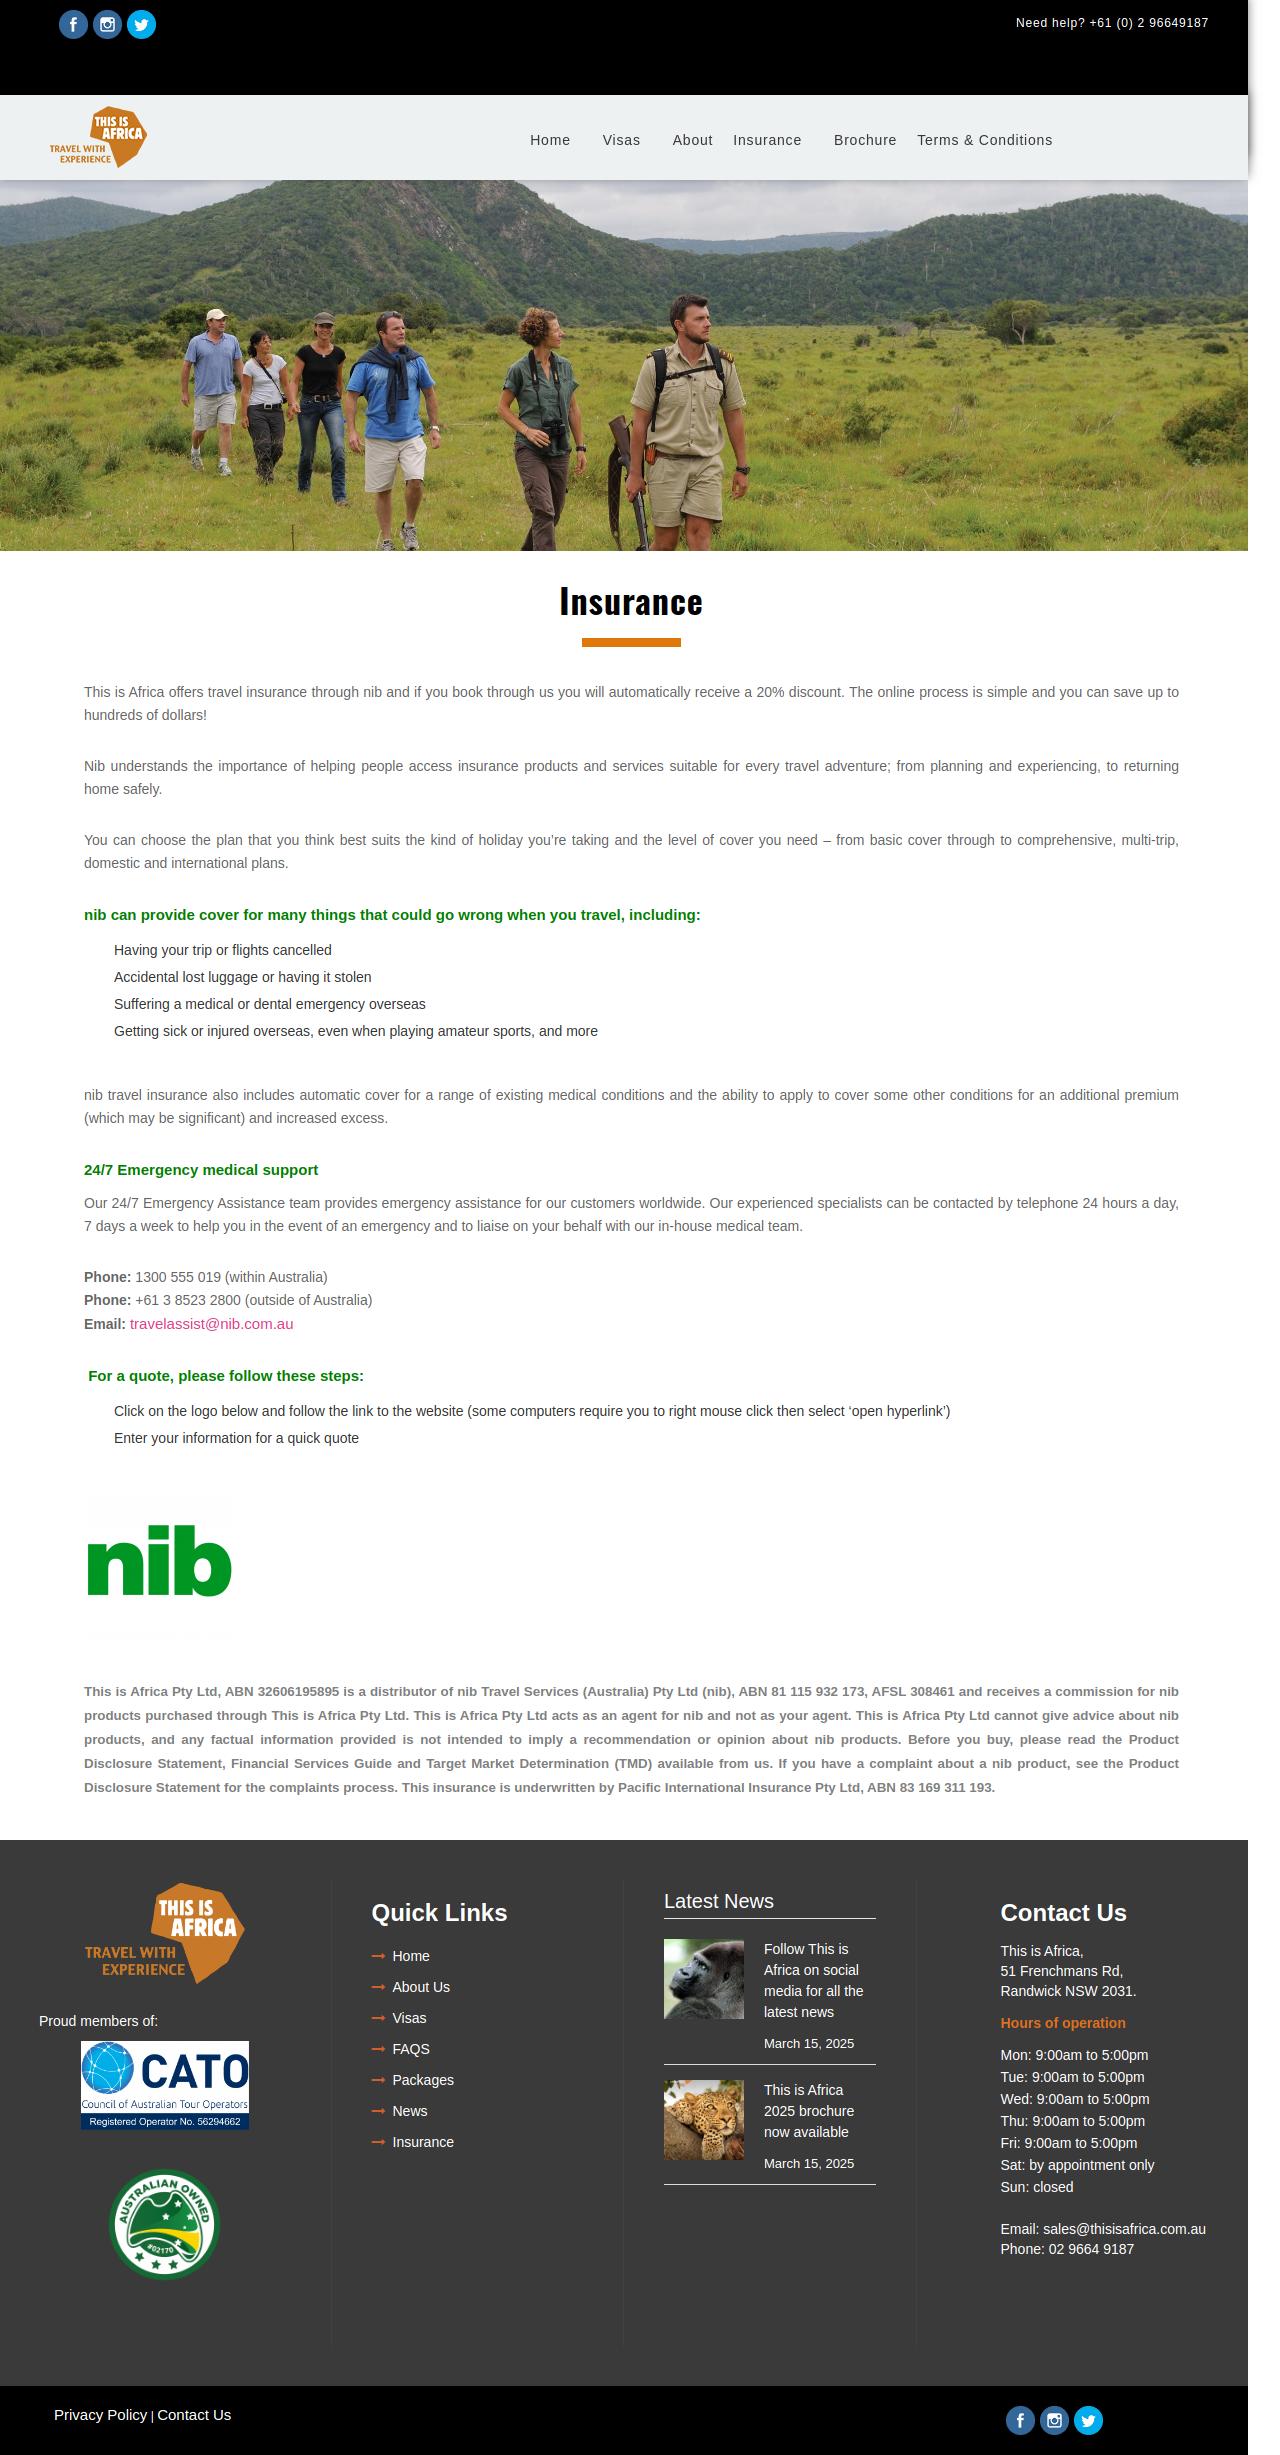 Need help? +61 (0) 2 96649187
THIS IS
AFRICA
TRAVEL WITH
EXPERIENCE
Home Visas About Insurance Brochure Terms & Conditions
Insurance
This is Africa offers travel insurance through nib and if you book through us you will automatically receive a 20% discount. The online process is simple and you can save up to
hundreds of dollars!
Nib understands the importance of helping people access insurance products and services suitable for every travel adventure; from planning and experiencing, to returning
home safely.
You can choose the plan that you think best suits the kind of holiday you’re taking and the level of cover you need – from basic cover through to comprehensive, multi-trip,
domestic and international plans.
nib can provide cover for many things that could go wrong when you travel, including:
Having your trip or flights cancelled
Accidental lost luggage or having it stolen
Suffering a medical or dental emergency overseas
Getting sick or injured overseas, even when playing amateur sports, and more
nib travel insurance also includes automatic cover for a range of existing medical conditions and the ability to apply to cover some other conditions for an additional premium
(which may be significant) and increased excess.
24/7 Emergency medical support
Our 24/7 Emergency Assistance team provides emergency assistance for our customers worldwide. Our experienced specialists can be contacted by telephone 24 hours a day,
7 days a week to help you in the event of an emergency and to liaise on your behalf with our in-house medical team.
Phone: 1300 555 019 (within Australia)
Phone: +61 3 8523 2800 (outside of Australia)
Email: travelassist@nib.com.au
For a quote, please follow these steps:
Click on the logo below and follow the link to the website (some computers require you to right mouse click then select ‘open hyperlink’)
Enter your information for a quick quote
nib
This is Africa Pty Ltd, ABN 32606195895 is a distributor of nib Travel Services (Australia) Pty Ltd (nib), ABN 81 115 932 173, AFSL 308461 and receives a commission for nib
products purchased through This is Africa Pty Ltd. This is Africa Pty Ltd acts as an agent for nib and not as your agent. This is Africa Pty Ltd cannot give advice about nib
products, and any factual information provided is not intended to imply a recommendation or opinion about nib products. Before you buy, please read the Product
Disclosure Statement, Financial Services Guide and Target Market Determination (TMD) available from us. If you have a complaint about a nib product, see the Product
Disclosure Statement for the complaints process. This insurance is underwritten by Pacific International Insurance Pty Ltd, ABN 83 169 311 193.
THIS IS
AFRICA
TRAVEL WITH
EXPERIENCE
Proud members of:
CATO
Council of Australian Tour Operators
Registered Operator No. 56294662
AUSTRALIAN OWNED
#02170
Quick Links
Home
About Us
Visas
FAQS
Packages
News
Insurance
Latest News
Follow This is
Africa on social
media for all the
latest news
March 15, 2025
This is Africa
2025 brochure
now available
March 15, 2025
Contact Us
This is Africa,
51 Frenchmans Rd,
Randwick NSW 2031.
Hours of operation
Mon: 9:00am to 5:00pm
Tue: 9:00am to 5:00pm
Wed: 9:00am to 5:00pm
Thu: 9:00am to 5:00pm
Fri: 9:00am to 5:00pm
Sat: by appointment only
Sun: closed
Email: sales@thisisafrica.com.au
Phone: 02 9664 9187
Privacy Policy | Contact Us